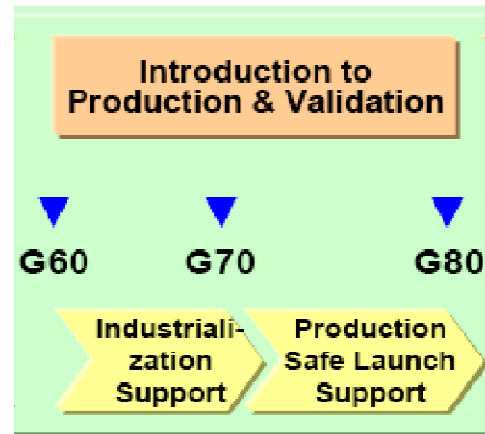 Introduction to
Production & Validation
G60 G70 G80
Industriali-
zation
Support
Production
Safe Launch
Support